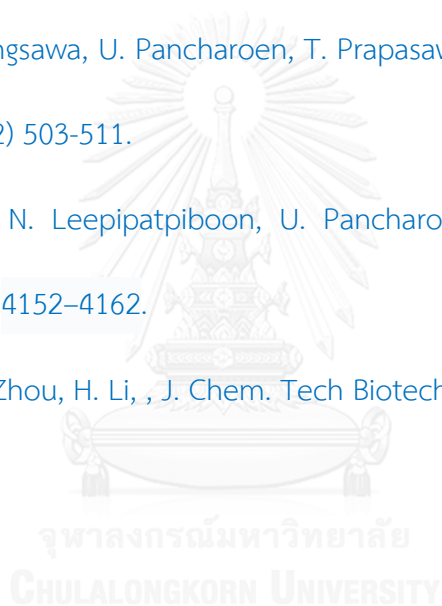 ngsawa, U. Pancharoen, T. Prapasaw
2) 503-511.
N. Leepipatpiboon, U. Pancharo
4152–4162.
Zhou, H. Li, , J. Chem. Tech Biotech
จุฬาลงกรณ์มหาวิทยาลัย
CHULALONGKORN UNIVERSITY